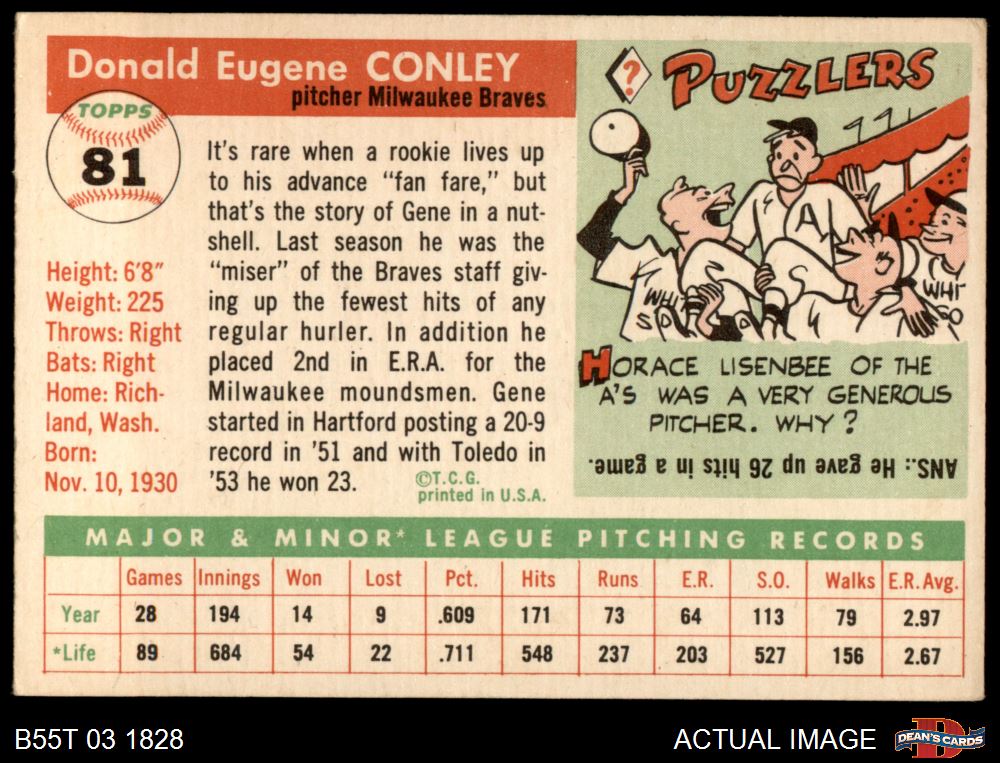 Donald Eugene CONLEY
pitcher Milwaukee Braves
TOPPS
81
Height: 6'8"
Weight: 225
Throws: Right
Bats: Right
Home: Rich-
land, Wash.
Born:
Nov. 10, 1930
It's rare when a rookie lives up
to his advance "fan fare," but
that's the story of Gene in a nut-
shell. Last season he was the
"miser" of the Braves staff giv-
ing up the fewest hits of any
regular hurler. In addition he
placed 2nd in E.R.A. for the
Milwaukee moundsmen. Gene
started in Hartford posting a 20-9
record in '51 and with Toledo in
'53 he won 23.
©T.C.G.
printed in U.S.A.
? PUZZLERS
A
S
WHI
WHI
SO
HORACE LISENBEE OF THE
A'S WAS A VERY GENEROUS
PITCHER. WHY?
ANS.: He gave up 26 hits in a game.
MAJOR & MINOR* LEAGUE PITCHING RECORDS
Games Innings Won Lost Pct. Hits Runs E.R. S.O. Walks E.R.Avg.
Year 28 194 14 9 .609 171 73 64 113 79 2.97
*Life 89 684 54 22 .711 548 237 203 527 156 2.67
B55T 03 1828
ACTUAL IMAGE
DEAN'S CARDS